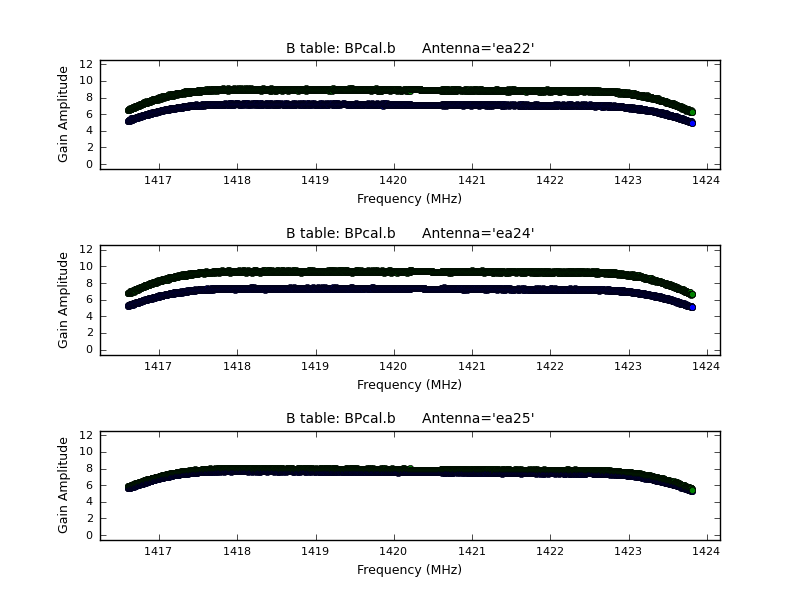 B table: BPcal.b Antenna='ea22'
12
10
8
6
4
2
0
Gain Amplitude
1417 1418 1419 1420 1421 1422 1423 1424
Frequency (MHz)
B table: BPcal.b Antenna='ea24'
12
10
8
6
4
2
0
Gain Amplitude
1417 1418 1419 1420 1421 1422 1423 1424
Frequency (MHz)
B table: BPcal.b Antenna='ea25'
12
10
8
6
4
2
0
Gain Amplitude
1417 1418 1419 1420 1421 1422 1423 1424
Frequency (MHz)